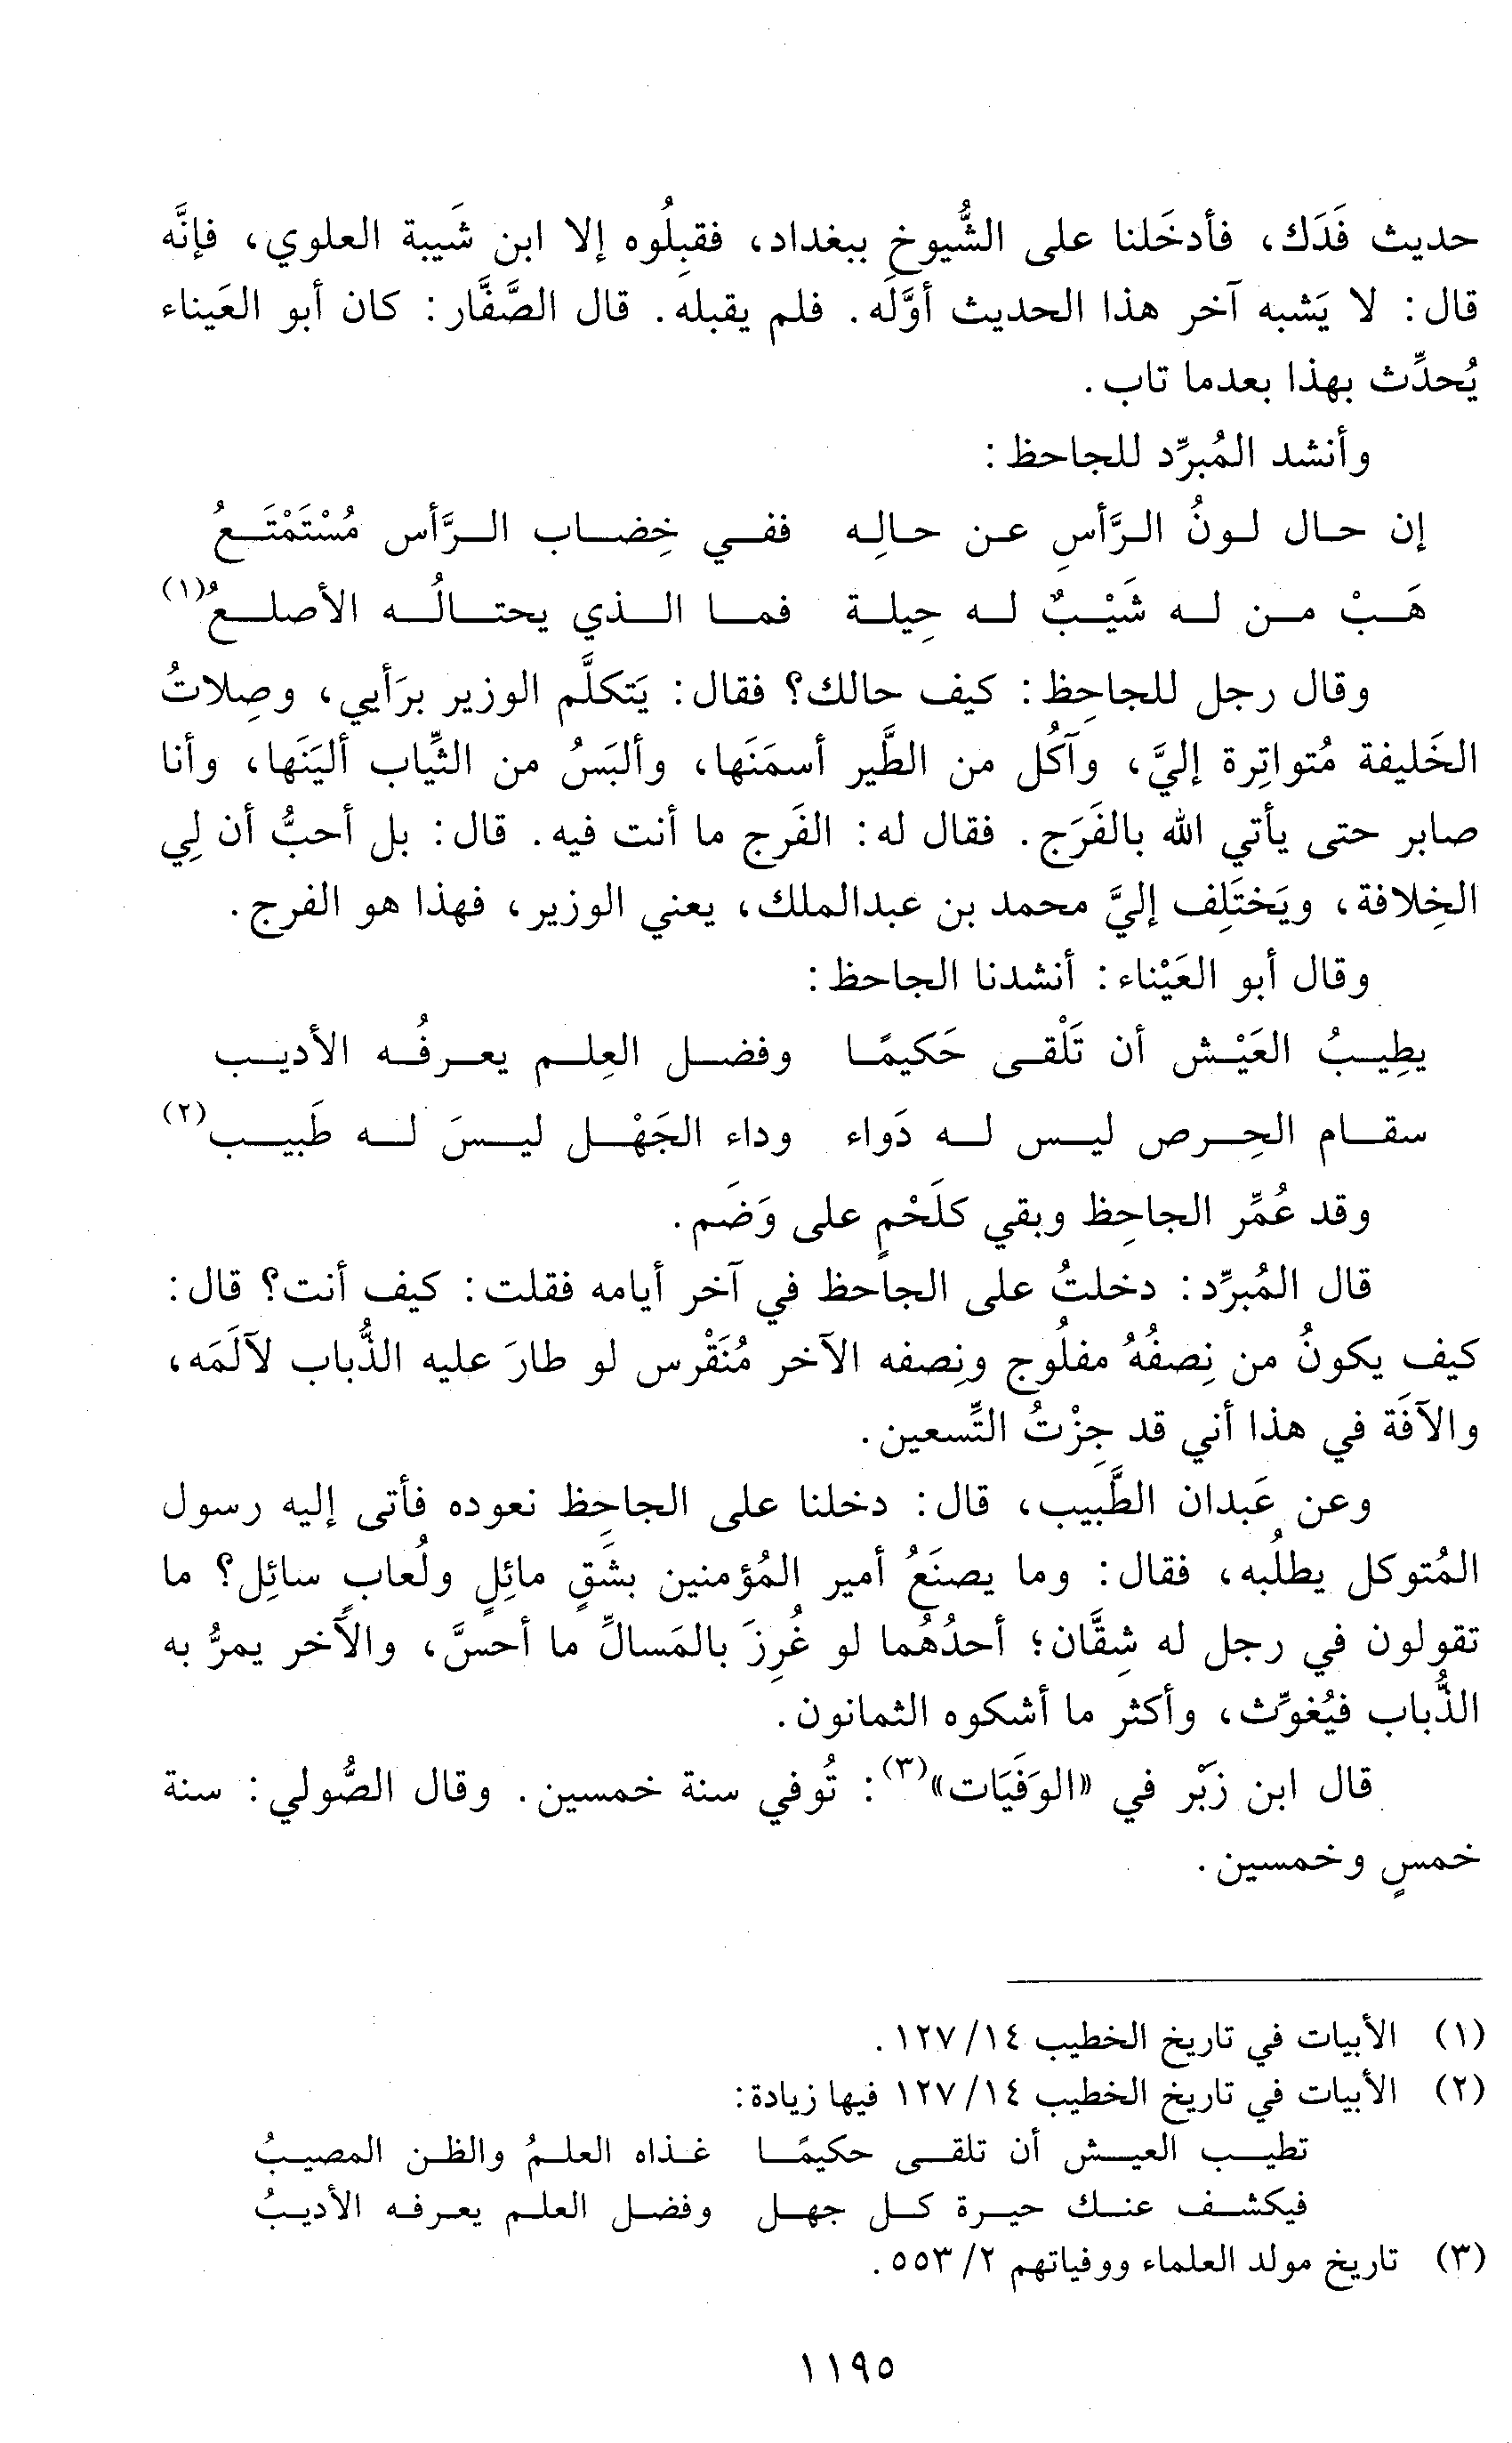 حديث فَدَك، فأدخَلنا على الشُّيوخِ ببغداد، فقبِلُوه إلا ابن شَيبة العلوي، فإنَّه
قال: لا يَشبه آخر هذا الحديث أوَّلَه. فلم يقبله. قال الصَّفَّار: كان أبو العَيناء
يُحدِّث بهذا بعدما تاب.
وأنشد المُبرِّد للجاحظ:
إن حال لونُ الرَّأسِ عن حالِه ففي خِضاب الرَّأس مُسْتَمْتَعُ
هَبْ من له شَيْبٌ له حِيلة فما الذي يحتالُه الأصلعُ(١)
وقال رجل للجاحِظ: كيف حالك؟ فقال: يَتكلَّم الوزير برَأيي، وصِلاتُ
الخَليفة مُتواتِرة إليَّ، وآكُل من الطَّير أسمَنَها، وألبَسُ من الثِّياب أليَنَها، وأنا
صابر حتى يأتي الله بالفَرَج. فقال له: الفَرج ما أنت فيه. قال: بل أحبُّ أن لِي
الخِلافة، ويَختَلِف إليَّ محمد بن عبدالملك، يعني الوزير، فهذا هو الفرج.
وقال أبو العَيْناء: أنشدنا الجاحظ:
يطِيبُ العَيْش أن تَلْقى حَكيمًا وفضل العِلم يعرفُه الأديب
سقام الحِرص ليس له دَواء وداء الجَهْل ليسَ له طَبيب(٢)
وقد عُمِّر الجاحِظ وبقي كلَحْمٍ على وَضَم.
قال المُبرِّد: دخلتُ على الجاحظ في آخر أيامه فقلت: كيف أنت؟ قال:
كيف يكونُ من نِصفُهُ مفلُوج ونِصفه الآخر مُنَقْرس لو طارَ عليه الذُّباب لآلَمَه،
والآفَة في هذا أني قد جِزْتُ التِّسعين.
وعن عَبدان الطَّبيب، قال: دخلنا على الجاحِظ نعوده فأتى إليه رسول
المُتوكل يطلُبه، فقال: وما يصنَعُ أمير المُؤمنين بشَقٍ مائِلٍ ولُعابٍ سائِل؟ ما
تقولون في رجل له شِقَّان؛ أحدُهُما لو غُرِزَ بالمَسالِّ ما أحسَّ، والآخر يمرُّ به
الذُّباب فيُغوِّث، وأكثر ما أشكوه الثمانون.
قال ابن زَبْر في «الوَفَيَات»(٣): تُوفي سنة خمسين. وقال الصُّولي: سنة
خمسٍ وخمسين.
(١) الأبيات في تاريخ الخطيب ١٤/ ١٢٧.
(٢) الأبيات في تاريخ الخطيب ١٤/ ١٢٧ فيها زيادة:
تطيب العيش أن تلقى حكيمًا غذاه العلمُ والظن المصيبُ
فيكشف عنك حيرة كل جهل وفضل العلم يعرفه الأديبُ
(٣) تاريخ مولد العلماء ووفياتهم ٢/ ٥٥٣.
١١٩٥